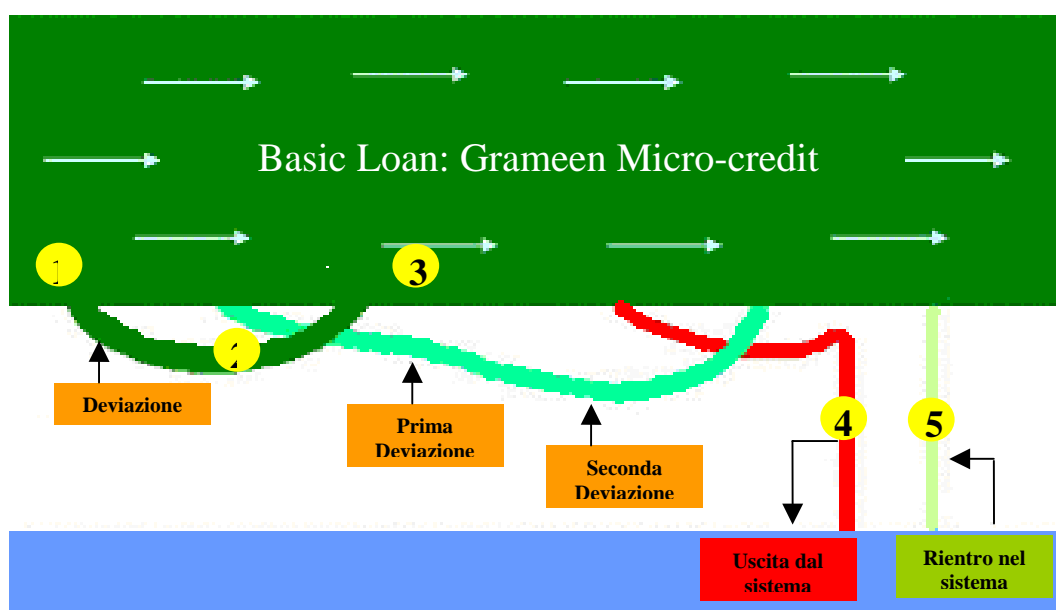 Basic Loan: Grameen Micro-credit
1
3
2
Deviazione
Prima
Deviazione
Seconda
Deviazione
4
5
Uscita dal
sistema
Rientro nel
sistema